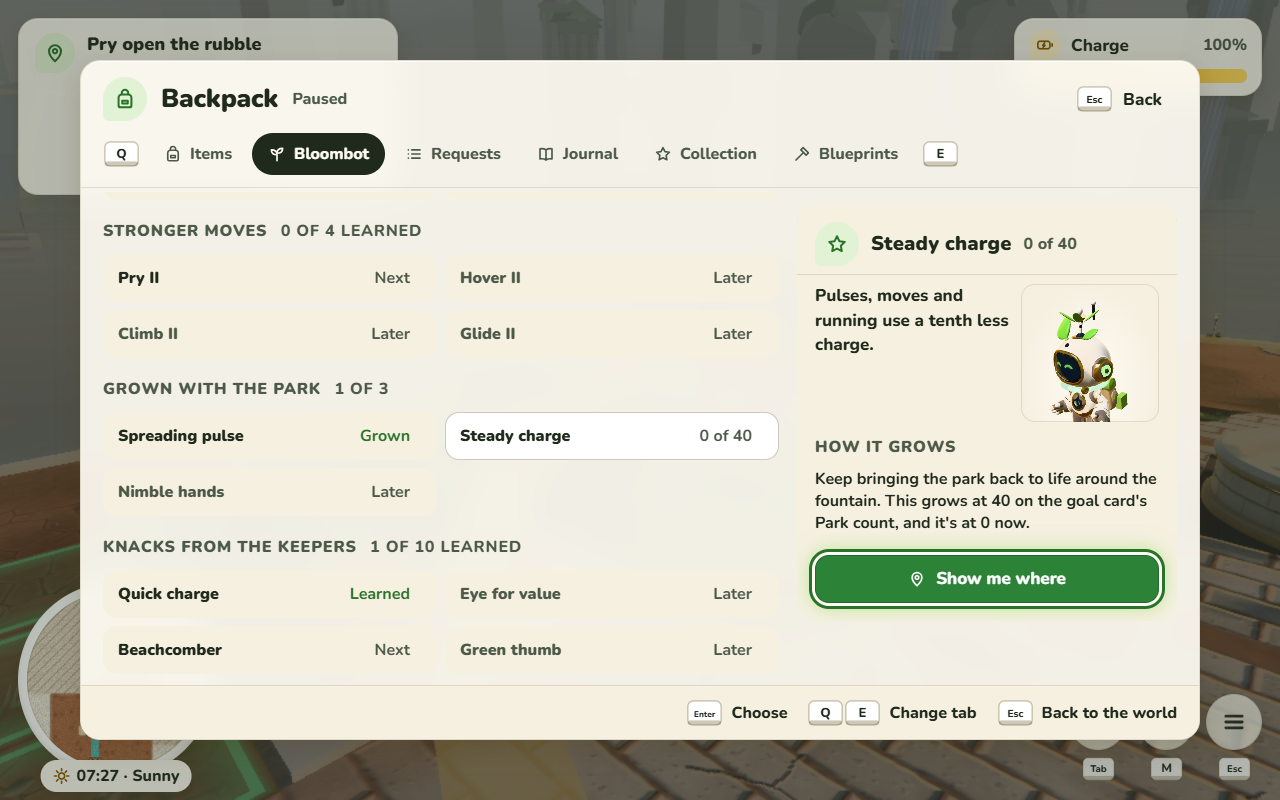 Pry open the rubble
Charge 100%
Backpack Paused
Esc Back
Q Items Bloombot Requests Journal Collection Blueprints E
STRONGER MOVES 0 OF 4 LEARNED
Pry II Next
Hover II Later
Climb II Later
Glide II Later
GROWN WITH THE PARK 1 OF 3
Spreading pulse Grown
Steady charge 0 of 40
Nimble hands Later
KNACKS FROM THE KEEPERS 1 OF 10 LEARNED
Quick charge Learned
Eye for value Later
Beachcomber Next
Green thumb Later
Steady charge 0 of 40
Pulses, moves and
running use a tenth less
charge.
HOW IT GROWS
Keep bringing the park back to life around the
fountain. This grows at 40 on the goal card's
Park count, and it's at 0 now.
Show me where
Enter Choose Q E Change tab Esc Back to the world
07:27 · Sunny
Tab M Esc